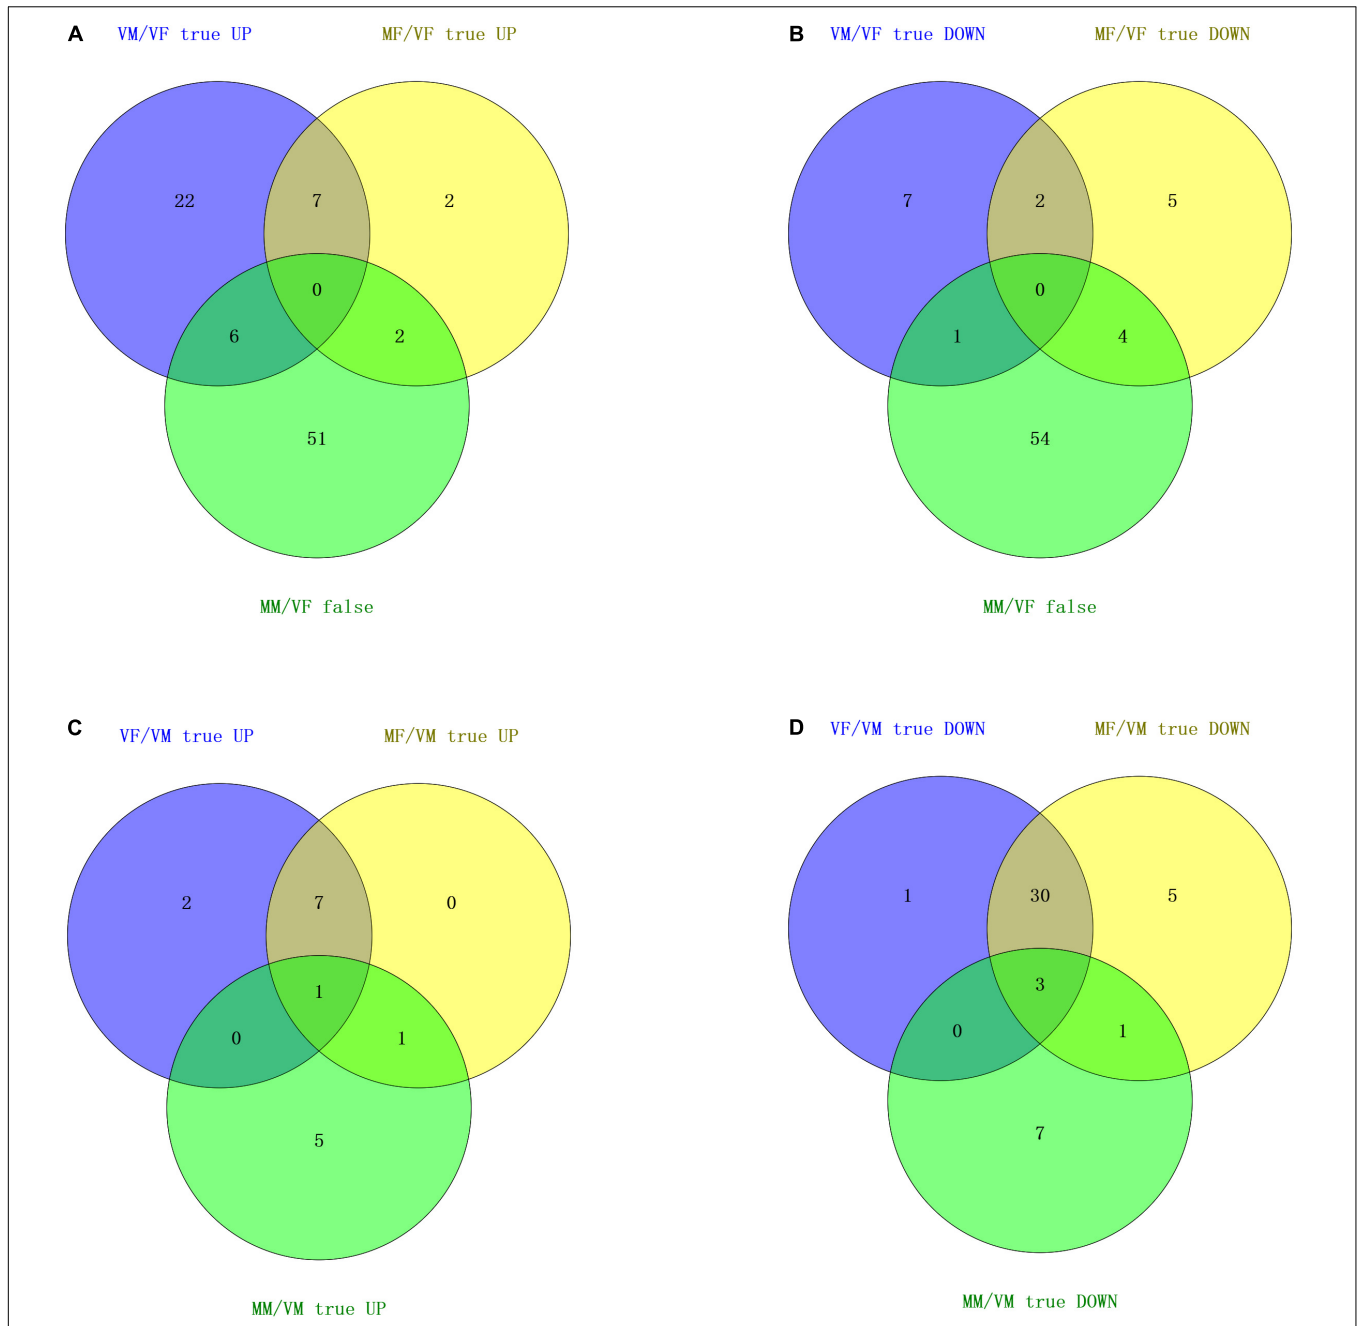 A VM/VF true UP MF/VF true UP
22 7 2
0
6 2
51
MM/VF false
B VM/VF true DOWN MF/VF true DOWN
7 2 5
0
1 4
54
MM/VF false
C VF/VM true UP MF/VM true UP
2 7 0
1
0 1
5
MM/VM true UP
D VF/VM true DOWN MF/VM true DOWN
1 30 5
3
0 1
7
MM/VM true DOWN